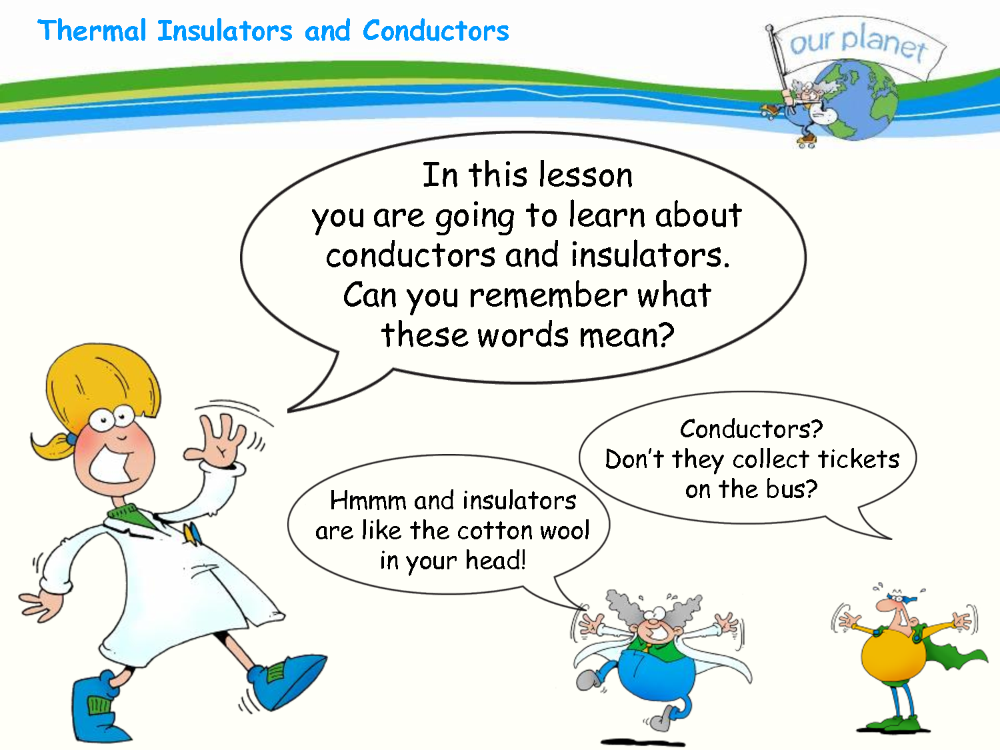 Thermal Insulators and Conductors
our planet
In this lesson
you are going to learn about
conductors and insulators.
Can you remember what
these words mean?
Conductors?
Don’t they collect tickets
on the bus?
Hmmm and insulators
are like the cotton wool
in your head!